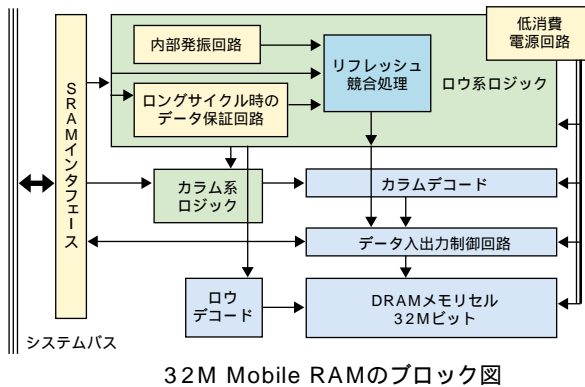 内部発振回路
リフレッシュ
競合処理
低消費
電源回路
ロウ系ロジック
ロングサイクル時の
データ保証回路
SRAMインタフェース
カラム系
ロジック
カラムデコード
データ入出力制御回路
ロウ
デコード
DRAMメモリセル
32Mビット
システムバス
32M Mobile RAMのブロック図